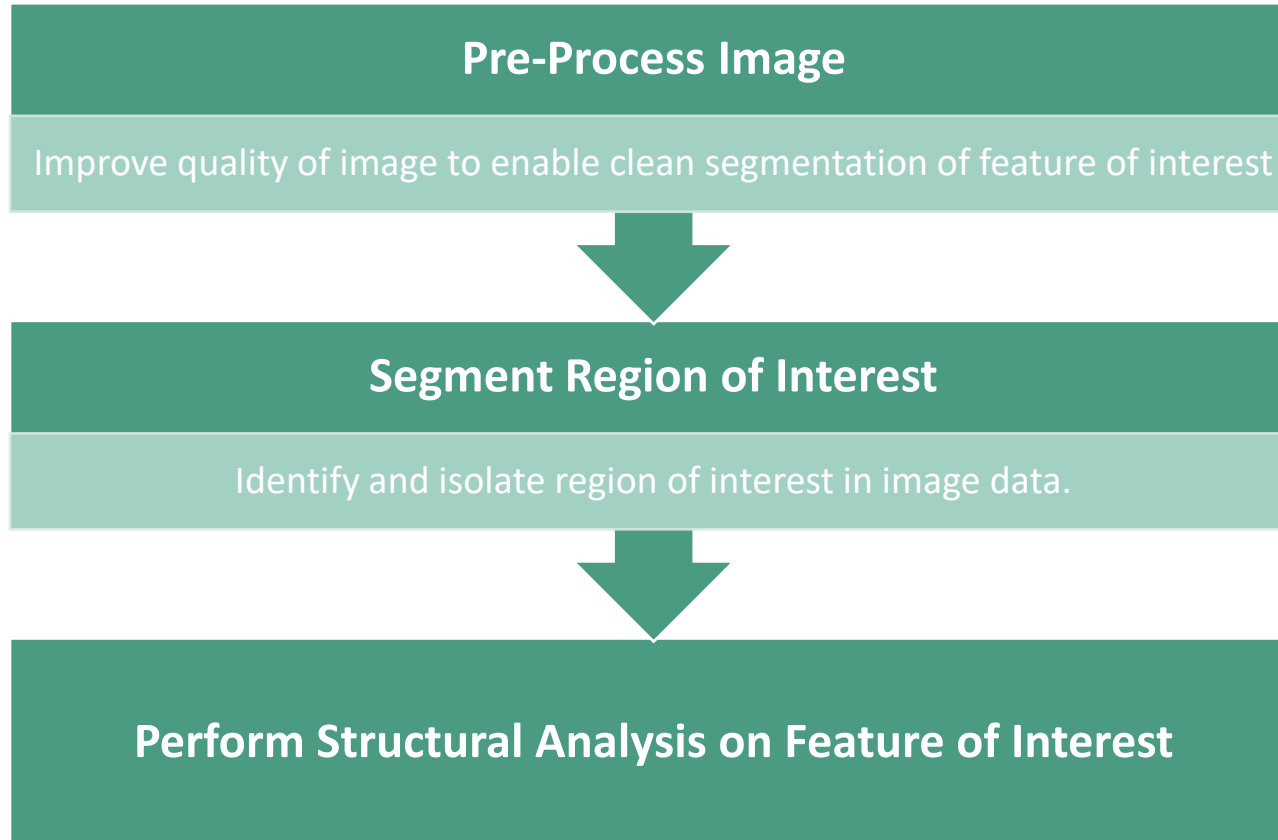 Pre-Process Image
Improve quality of image to enable clean segmentation of feature of interest
Segment Region of Interest
Identify and isolate region of interest in image data.
Perform Structural Analysis on Feature of Interest